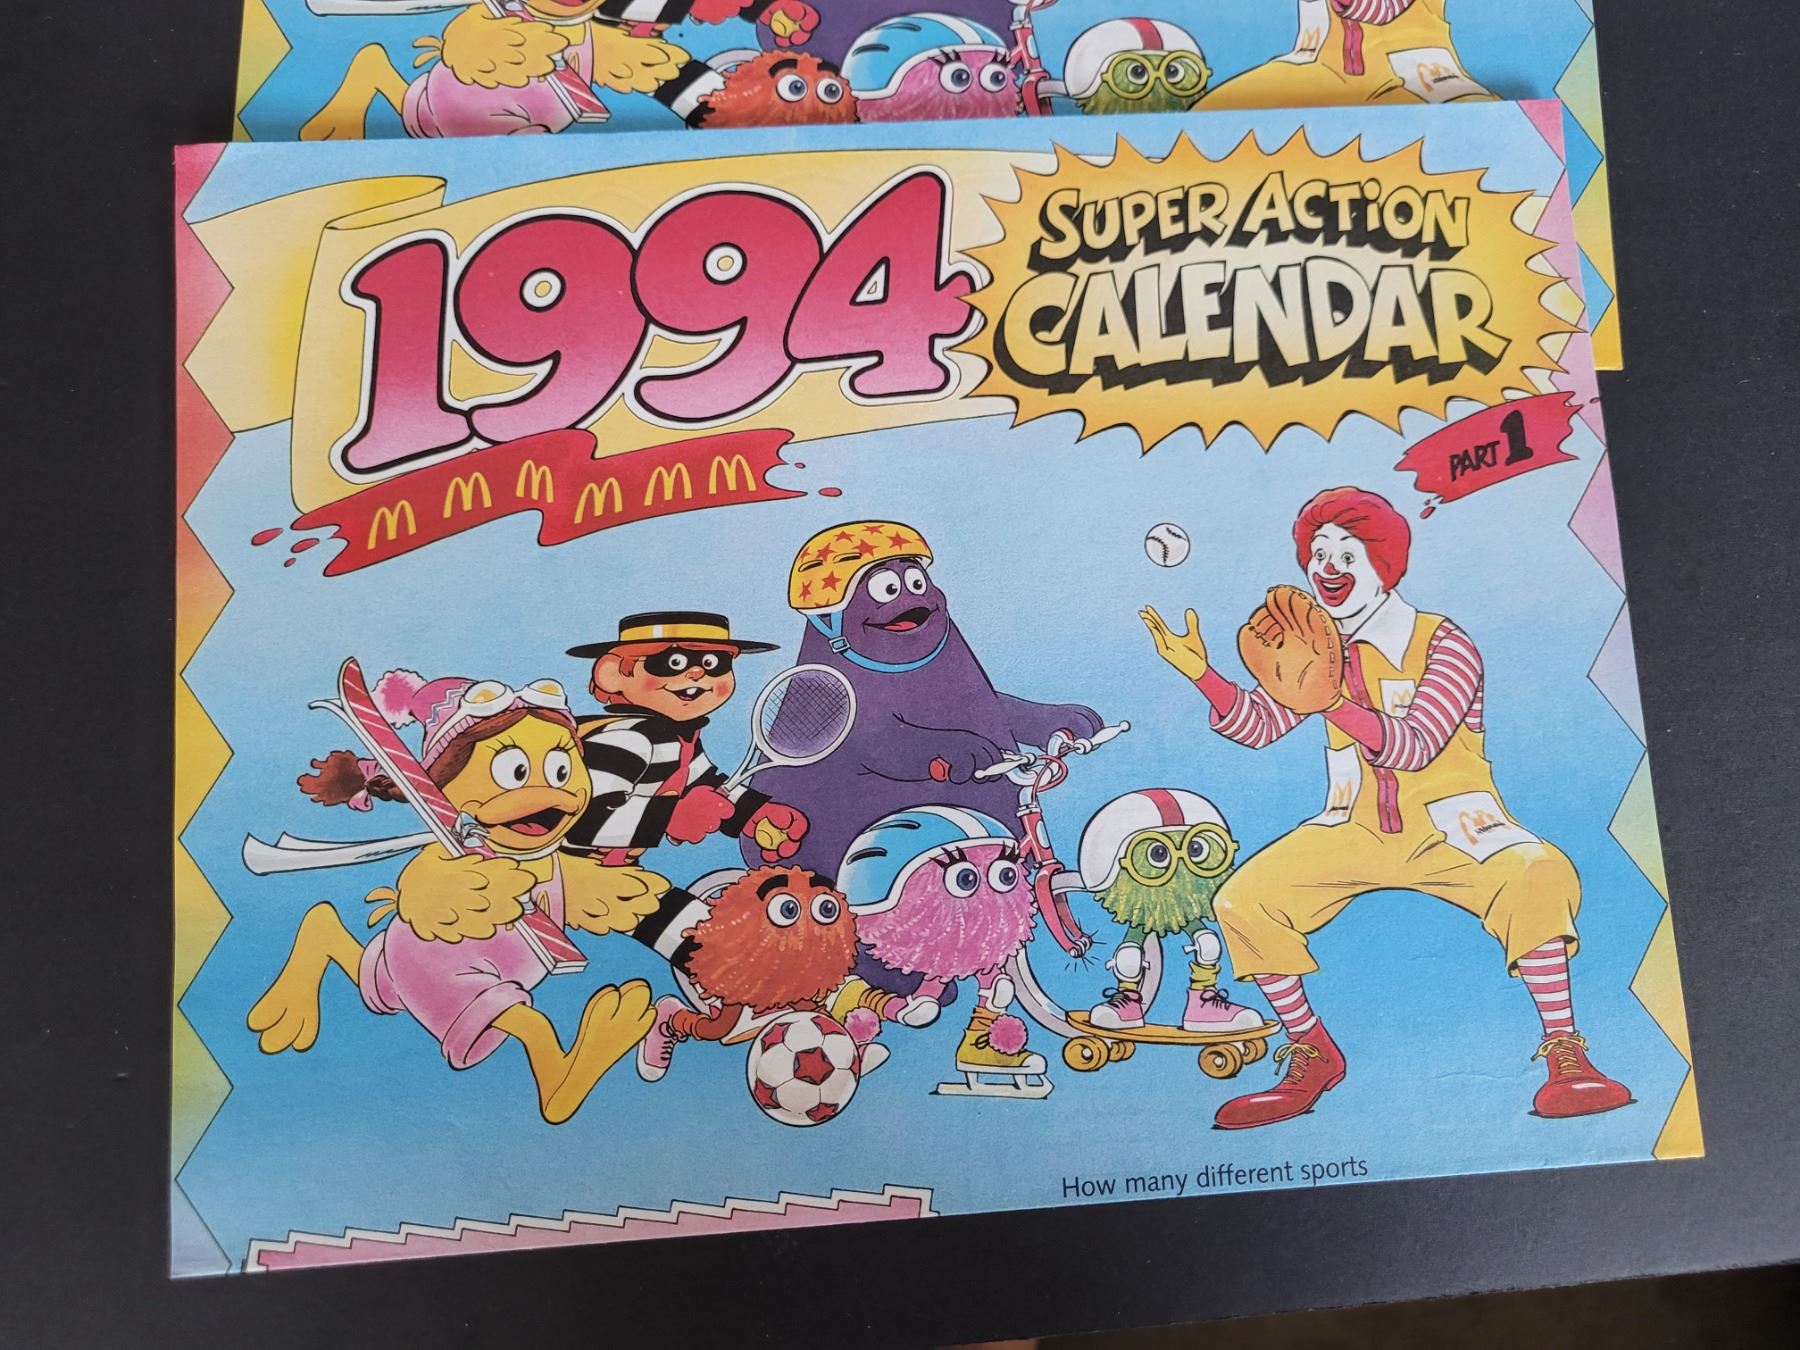 1994
SUPER ACTION
CALENDAR
PART 1
M M M M M M
How many different sports